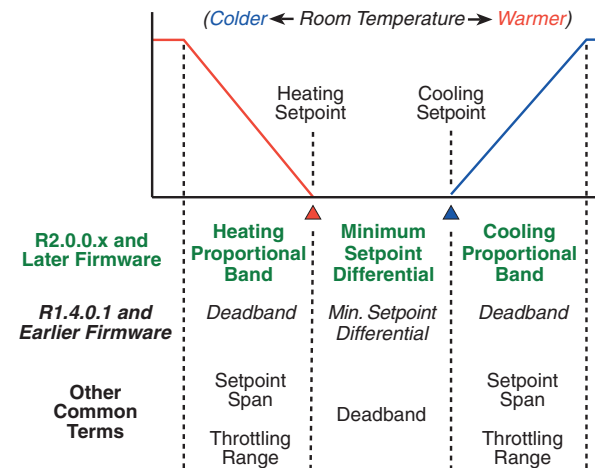 (Colder ← Room Temperature → Warmer)
Heating
Setpoint
Cooling
Setpoint
R2.0.0.x and
Later Firmware
Heating
Proportional
Band
Minimum
Setpoint
Differential
Cooling
Proportional
Band
R1.4.0.1 and
Earlier Firmware
Deadband
Min. Setpoint
Differential
Deadband
Other
Common
Terms
Setpoint
Span
Throttling
Range
Deadband
Setpoint
Span
Throttling
Range